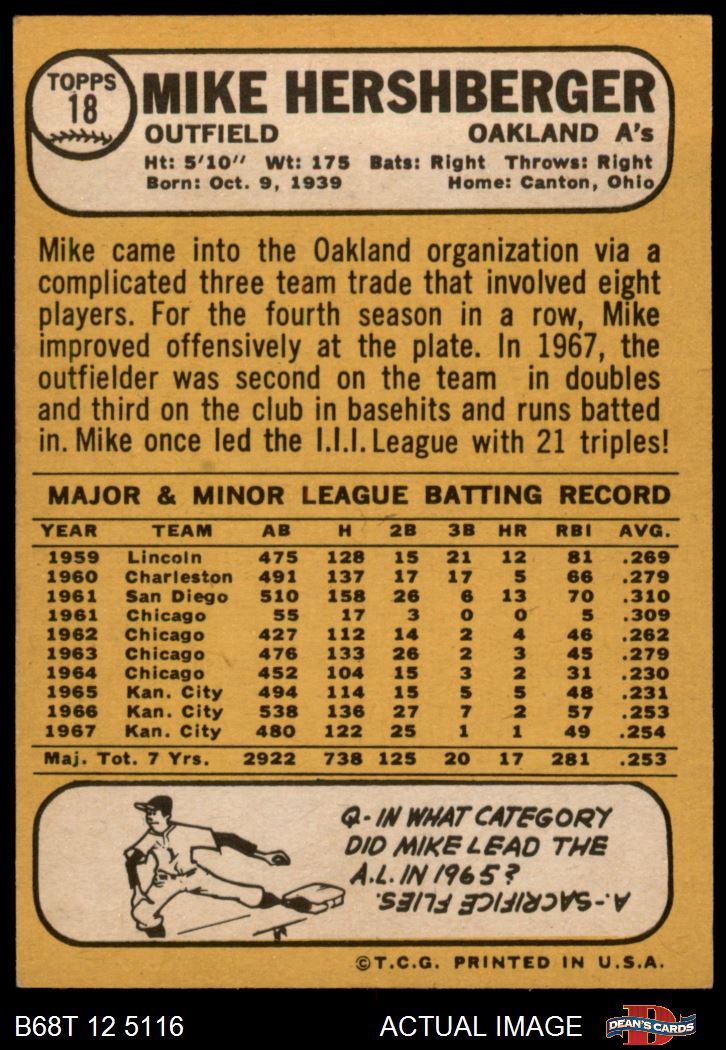 TOPPS
18
MIKE HERSHBERGER
OUTFIELD OAKLAND A's
Ht: 5'10" Wt: 175 Bats: Right Throws: Right
Born: Oct. 9, 1939 Home: Canton, Ohio
Mike came into the Oakland organization via a
complicated three team trade that involved eight
players. For the fourth season in a row, Mike
improved offensively at the plate. In 1967, the
outfielder was second on the team in doubles
and third on the club in basehits and runs batted
in. Mike once led the I.I.I. League with 21 triples!
MAJOR & MINOR LEAGUE BATTING RECORD
YEAR TEAM AB H 2B 3B HR RBI AVG.
1959 Lincoln 475 128 15 21 12 81 .269
1960 Charleston 491 137 17 17 5 66 .279
1961 San Diego 510 158 26 6 13 70 .310
1961 Chicago 55 17 3 0 0 5 .309
1962 Chicago 427 112 14 2 4 46 .262
1963 Chicago 476 133 26 2 3 45 .279
1964 Chicago 452 104 15 3 2 31 .230
1965 Kan. City 494 114 15 5 5 48 .231
1966 Kan. City 538 136 27 7 2 57 .253
1967 Kan. City 480 122 25 1 1 49 .254
Maj. Tot. 7 Yrs. 2922 738 125 20 17 281 .253
Q-IN WHAT CATEGORY
DID MIKE LEAD THE
A.L. IN 1965?
A.-SACRIFICE FLIES.
©T.C.G. PRINTED IN U.S.A.
B68T 12 5116 ACTUAL IMAGE
D
DEAN'S CARDS